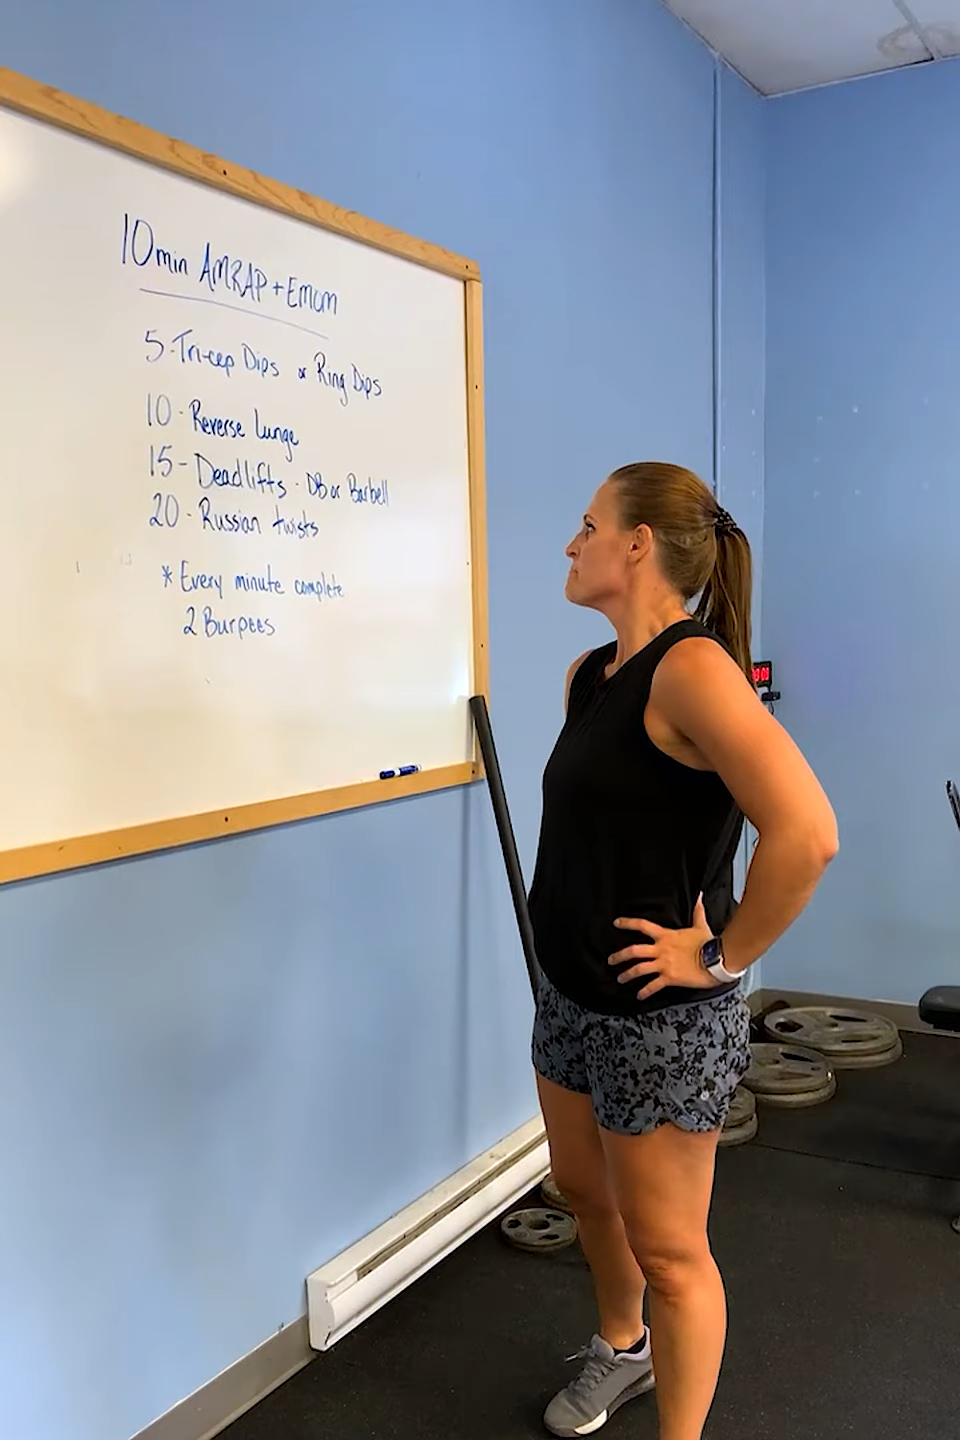 10min AMRAP + EMOM
5-Tri-cep Dips or Ring Dips
10 - Reverse Lunge
15 - Deadlifts - DB or Barbell
20 - Russian twists
* Every minute complete
2 Burpees